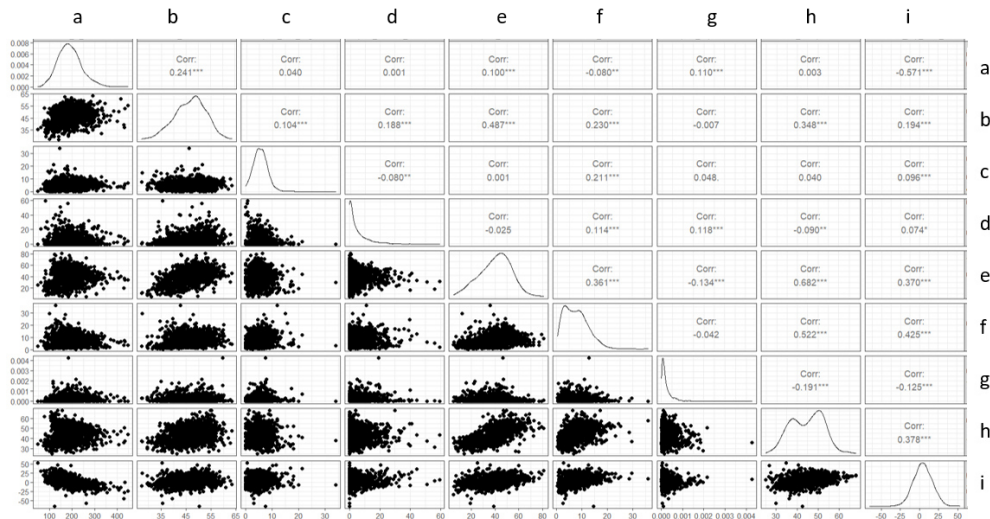 a b c d e f g h i
0.008
0.006
0.004
0.002
0.000
Corr:
0.241***
Corr:
0.040
Corr:
0.001
Corr:
0.100***
Corr:
-0.080**
Corr:
0.110***
Corr:
0.003
Corr:
-0.571***
a
65
55
45
35
Corr:
0.104***
Corr:
0.188***
Corr:
0.487***
Corr:
0.230***
Corr:
-0.007
Corr:
0.348***
Corr:
0.194***
b
30
20
10
0
Corr:
-0.080**
Corr:
0.001
Corr:
0.211***
Corr:
0.048.
Corr:
0.040
Corr:
0.096***
c
60
40
20
0
Corr:
-0.025
Corr:
0.114***
Corr:
0.118***
Corr:
-0.090**
Corr:
0.074*
d
80
60
40
20
Corr:
0.361***
Corr:
-0.134***
Corr:
0.682***
Corr:
0.370***
e
30
20
10
0
Corr:
-0.042
Corr:
0.522***
Corr:
0.425***
f
0.004
0.003
0.002
0.001
0.000
Corr:
-0.191***
Corr:
-0.125***
g
60
50
40
30
Corr:
0.378***
h
50
25
0
-25
-50
i
100 200 300 400 35 45 55 65 0 10 20 30 0 20 40 60 20 40 60 80 0 10 20 30 0.000 0.001 0.002 0.003 0.004 30 40 50 60 -50 -25 0 25 50